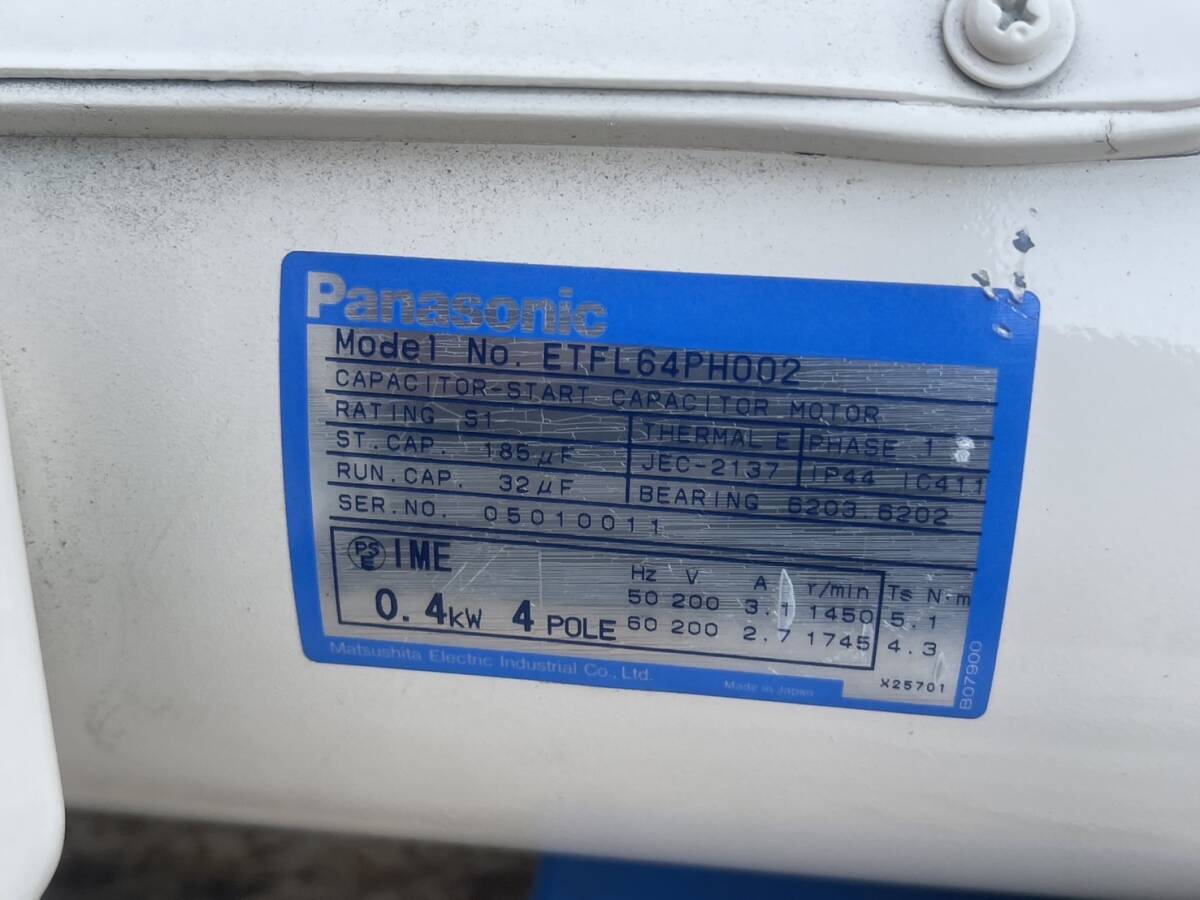 Panasonic
Model No. ETFL64PH002
CAPACITOR-START CAPACITOR MOTOR
RATING S1 THERMAL E PHASE 1
ST.CAP. 185μF JEC-2137 IP44 IC411
RUN.CAP. 32μF BEARING 6203.6202
SER.NO. 05010011
PS E IME Hz V A r/min Ts N·m
0.4kW 4 POLE 50 200 3.1 1450 5.1
60 200 2.7 1745 4.3
Matsushita Electric Industrial Co., Ltd. Made in Japan X25701
B07900